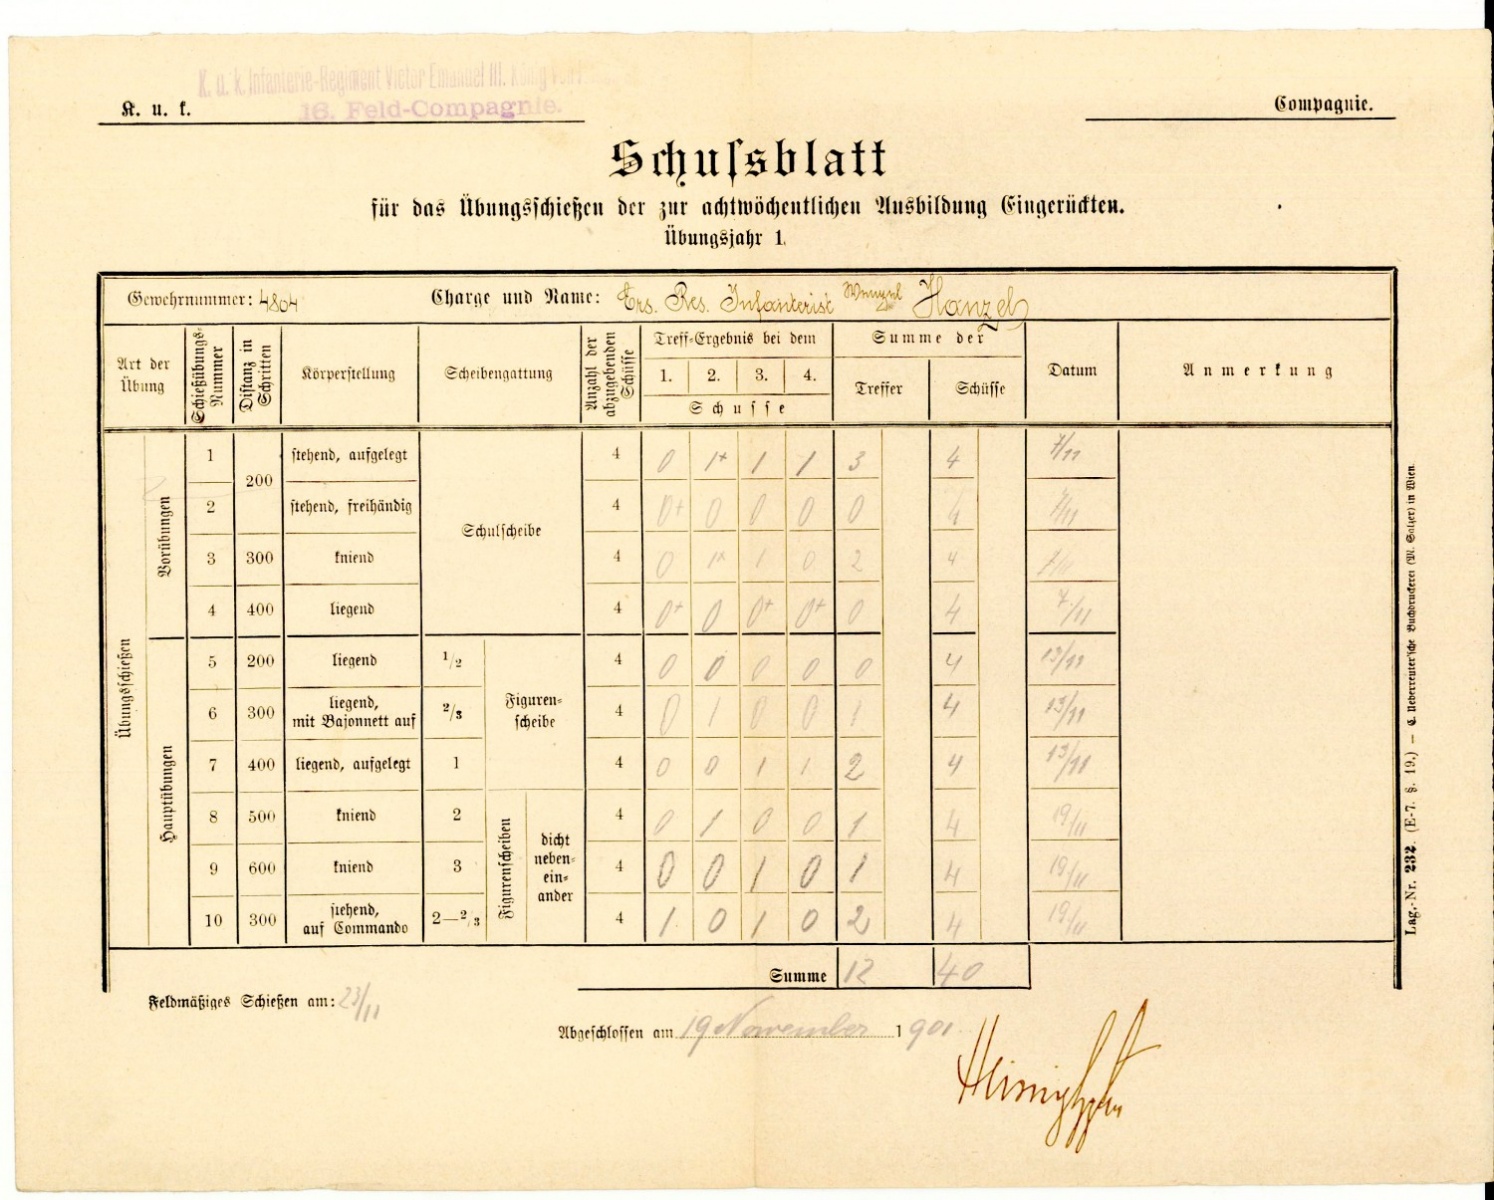 K. u. k. Infanterie-Regiment Victor Emanuel III. König
16. Feld-Compagnie.
K. u. k.
Compagnie.
Schussblatt
für das Übungsschießen der zur achtwöchentlichen Ausbildung Eingerückten.
Übungsjahr 1.
Gewehrnummer: 4804 Charge und Name: Ers. Res. Infanterist Wenzel Hanzel
Art der Übung Schießübungs-Nummer Distanz in Schritten Körperstellung Scheibengattung Anzahl der abzugebenden Schüsse Treff-Ergebnis bei dem 1. 2. 3. 4. Schusse Summe der Treffer Schüsse Datum Anmerkung
Übungsschießen
Vorübungen
1 200 stehend, aufgelegt Schulscheibe 4 0 1+ 1 1 3 4 7/11
2 stehend, freihändig 4 0+ 0 0 0 0 4 7/11
3 300 kniend 4 0 1+ 1 0 2 4
4 400 liegend 4 0+ 0 0+ 0+ 0 4 7/11
Hauptübungen
5 200 liegend 1/2 Figuren-scheibe 4 0 0 0 0 0 4 13/11
6 300 liegend, mit Bajonnett auf 2/3 4 0 1 0 0 1 4 13/11
7 400 liegend, aufgelegt 1 4 0 0 1 1 2 4 13/11
8 500 kniend 2 Figurenscheiben dicht neben-ein-ander 4 0 1 0 0 1 4 19/11
9 600 kniend 3 4 0 0 1 0 1 4 19/11
10 300 stehend, auf Commando 2—2/3 4 1 0 1 0 2 4 19/11
Summe 12 40
Feldmäßiges Schießen am: 23/11
Abgeschlossen am 19 November 1901.
Lag.-Nr. 232. (E-7. §. 19.) — C. Ueberreuter'sche Buchdruckerei (M. Salzer) in Wien.